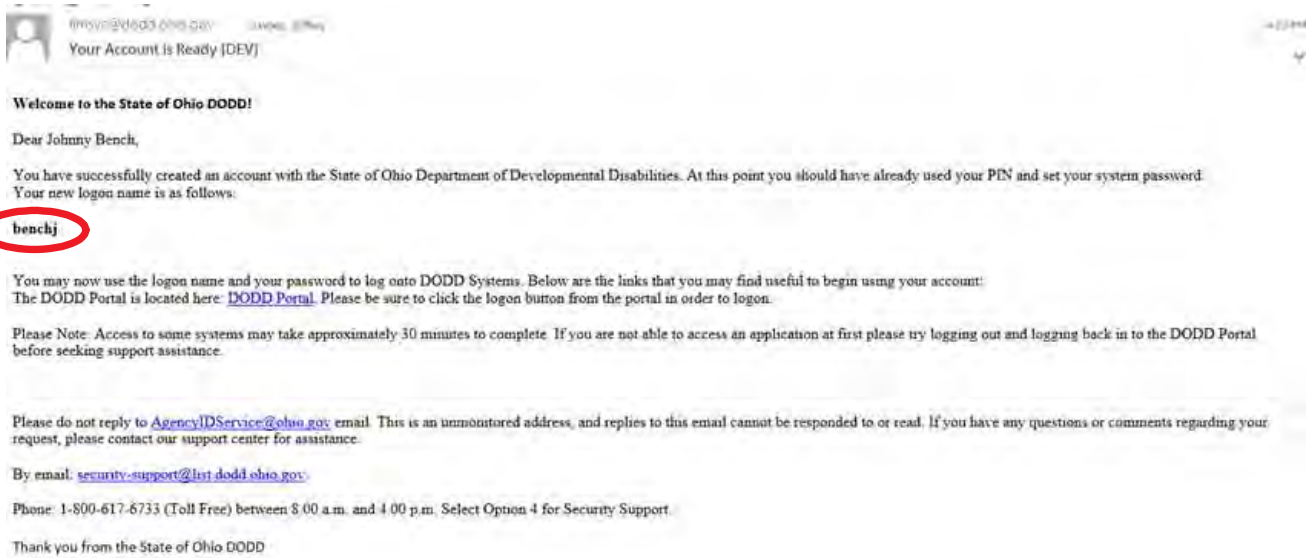 Your Account is Ready [DEV]
Welcome to the State of Ohio DODD!
Dear Johnny Bench,
You have successfully created an account with the State of Ohio Department of Developmental Disabilities. At this point you should have already used your PIN and set your system password.
Your new logon name is as follows:
benchj
You may now use the logon name and your password to log onto DODD Systems. Below are the links that you may find useful to begin using your account:
The DODD Portal is located here: DODD Portal. Please be sure to click the logon button from the portal in order to logon.
Please Note: Access to some systems may take approximately 30 minutes to complete. If you are not able to access an application at first please try logging out and logging back in to the DODD Portal
before seeking support assistance.
Please do not reply to AgencyIDService@ohio.gov email. This is an unmonitored address, and replies to this email cannot be responded to or read. If you have any questions or comments regarding your
request, please contact our support center for assistance.
By email: security-support@list.dodd.ohio.gov.
Phone: 1-800-617-6733 (Toll Free) between 8:00 a.m. and 4:00 p.m. Select Option 4 for Security Support.
Thank you from the State of Ohio DODD